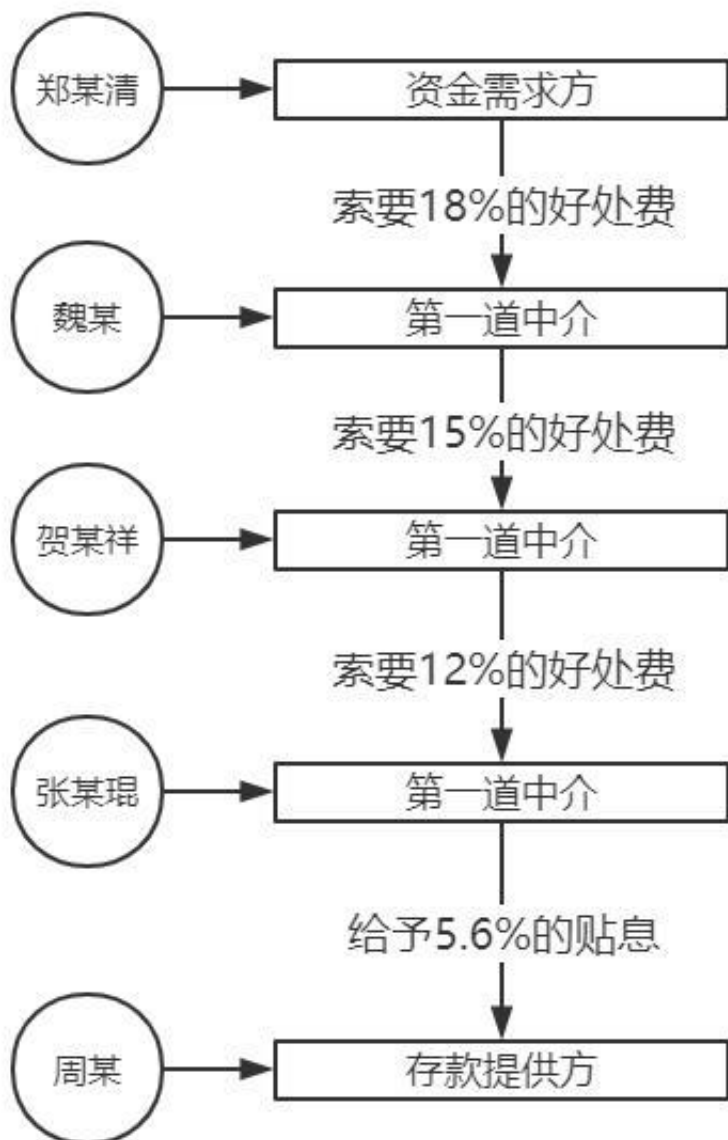 郑某清
资金需求方
索要18%的好处费
魏某
第一道中介
索要15%的好处费
贺某祥
第一道中介
索要12%的好处费
张某琨
第一道中介
给予5.6%的贴息
周某
存款提供方